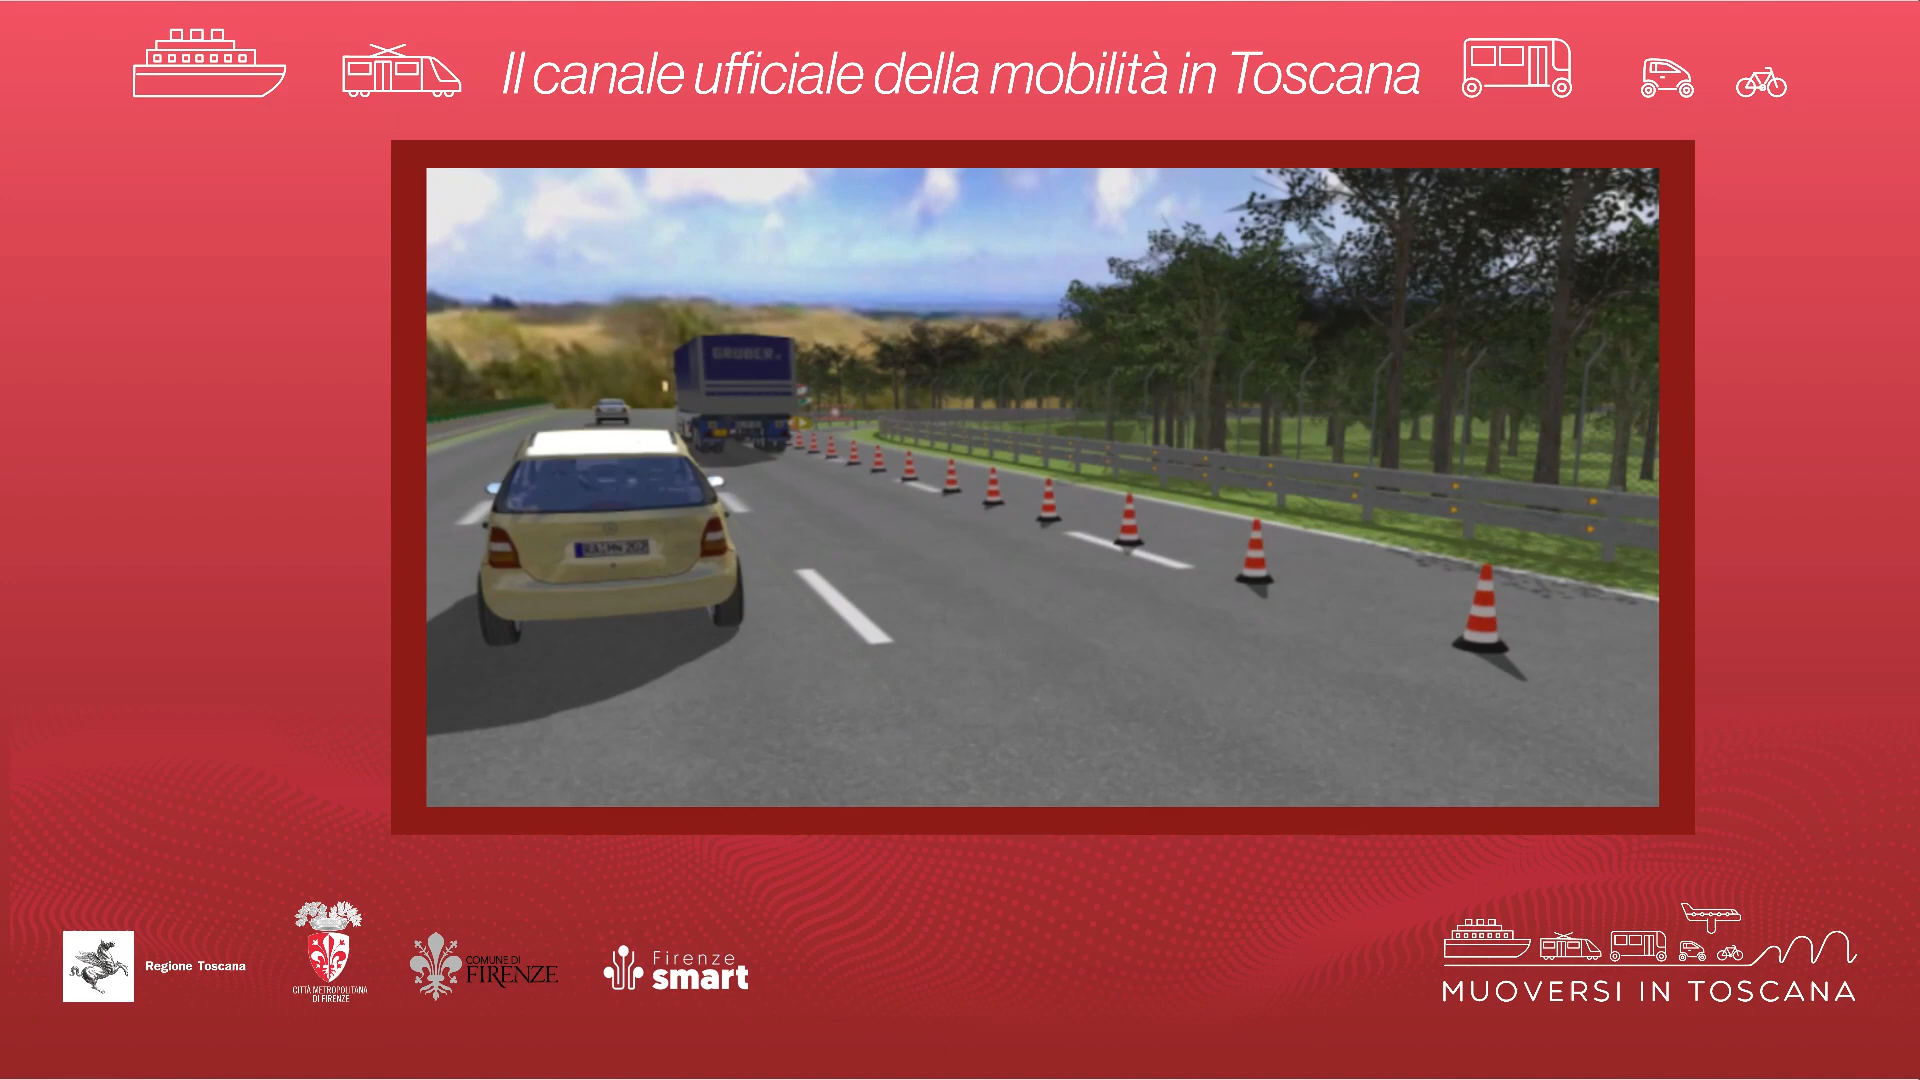 Il canale ufficiale della mobilità in Toscana
GRUBER
Regione Toscana
CITTÀ METROPOLITANA
DI FIRENZE
COMUNE DI
FIRENZE
Firenze
smart
MUOVERSI IN TOSCANA